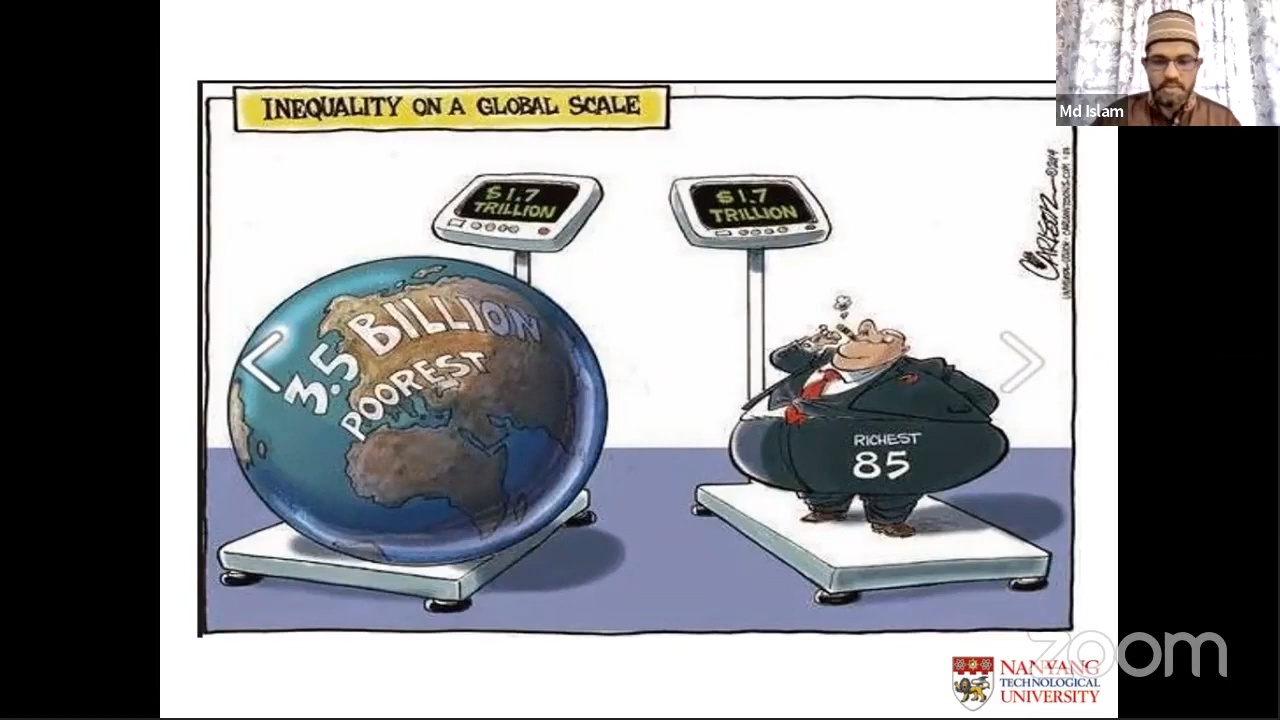 INEQUALITY ON A GLOBAL SCALE
Md Islam
$1.7
TRILLION
$1.7
TRILLION
CARLSON ©2014
3.5 BILLION
POOREST
RICHEST
85
zoom
NANYANG
TECHNOLOGICAL
UNIVERSITY